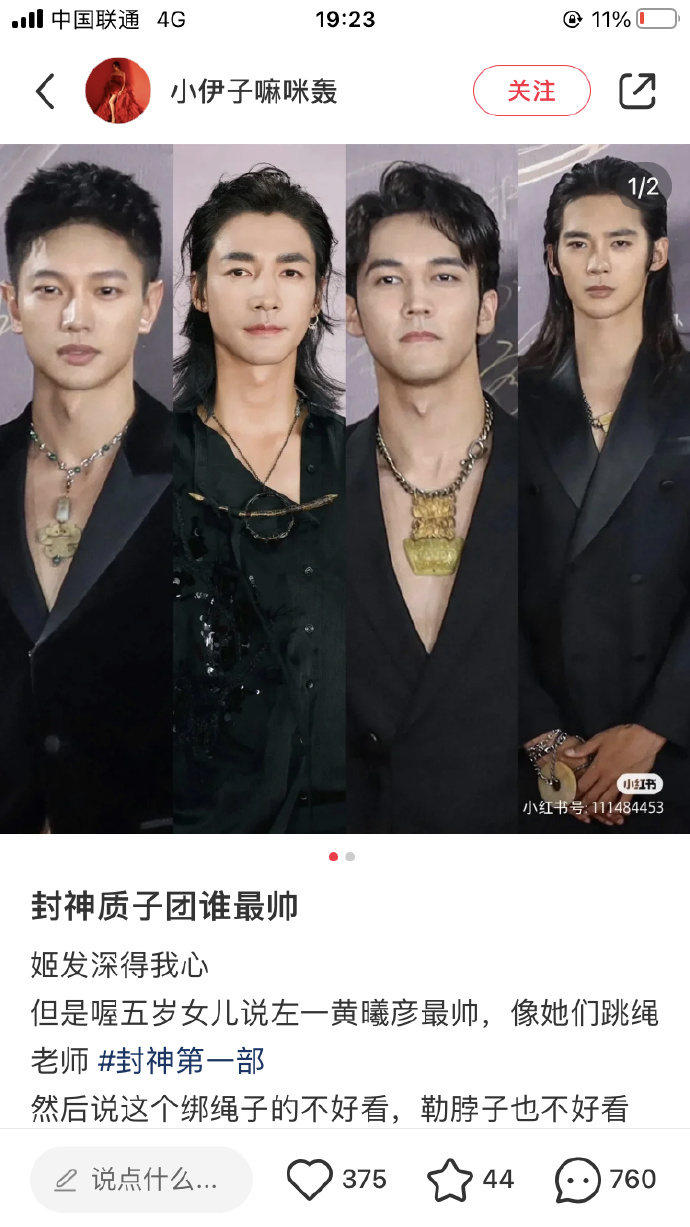 中国联通 4G 19:23 11%
小伊子嘛咪轰 关注
1/2
小红书
小红书号: 111484453
封神质子团谁最帅
姬发深得我心
但是喔五岁女儿说左一黄曦彦最帅，像她们跳绳
老师 #封神第一部
然后说这个绑绳子的不好看，勒脖子也不好看
说点什么... 375 44 760